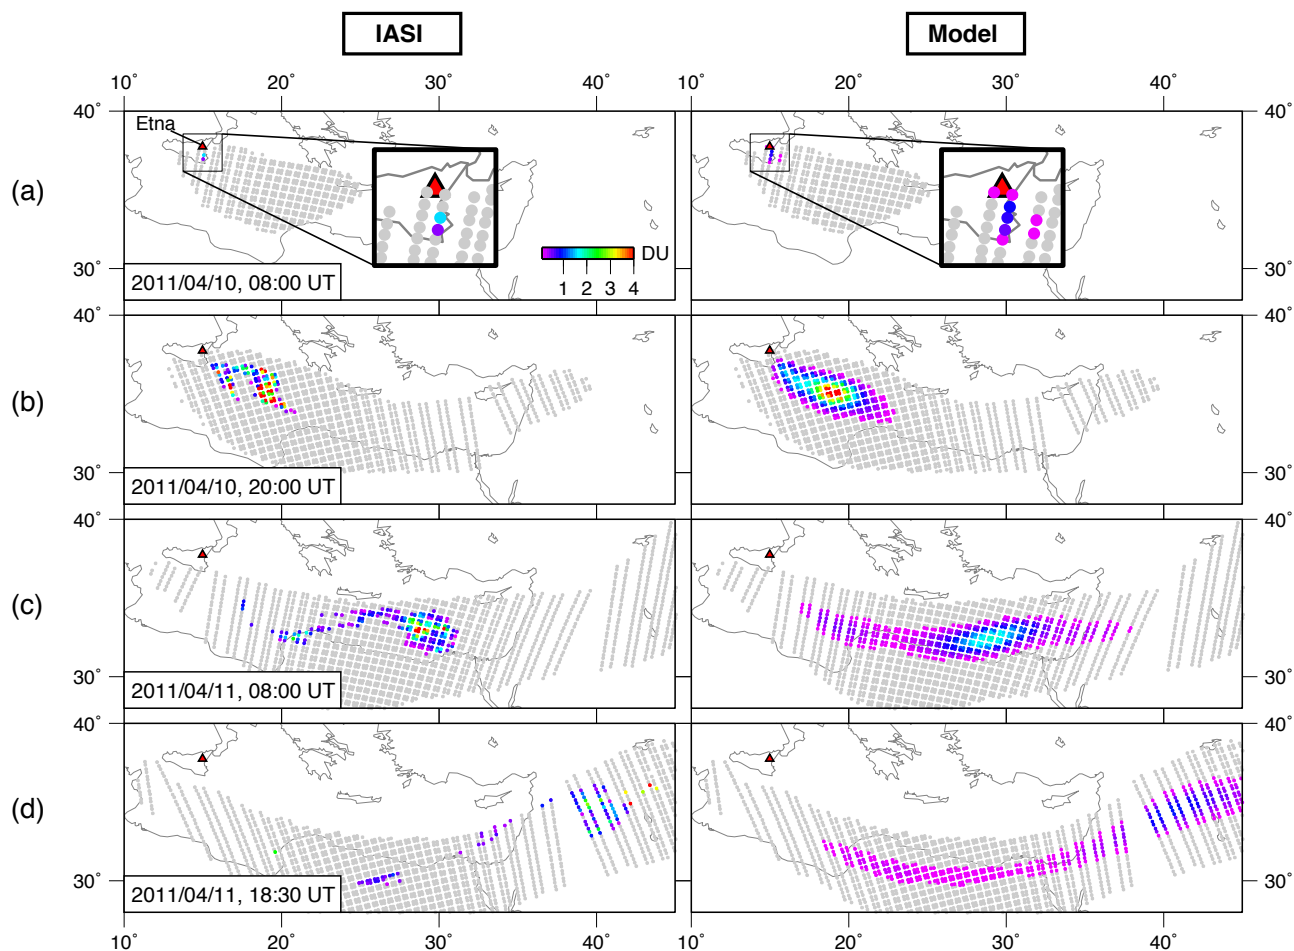 IASI Model
10° 20° 30° 40° 10° 20° 30° 40°
40° 40°
Etna
(a)
DU
30° 1 2 3 4 30°
2011/04/10, 08:00 UT
40° 40°
(b)
30° 30°
2011/04/10, 20:00 UT
40° 40°
(c)
30° 30°
2011/04/11, 08:00 UT
40° 40°
(d)
30° 30°
2011/04/11, 18:30 UT
10° 20° 30° 40° 10° 20° 30° 40°